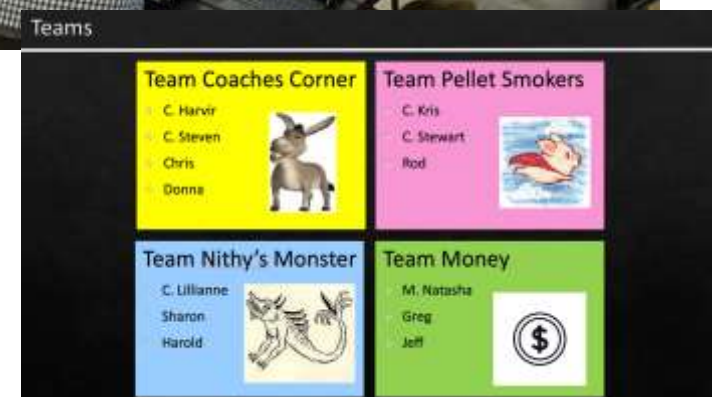 Teams
Team Coaches Corner
C. Harvir
C. Steven
Chris
Donna
Team Pellet Smokers
C. Kris
C. Stewart
Rod
Team Nithy's Monster
C. Lillianne
Sharon
Harold
Team Money
M. Natasha
Greg
Jeff
$